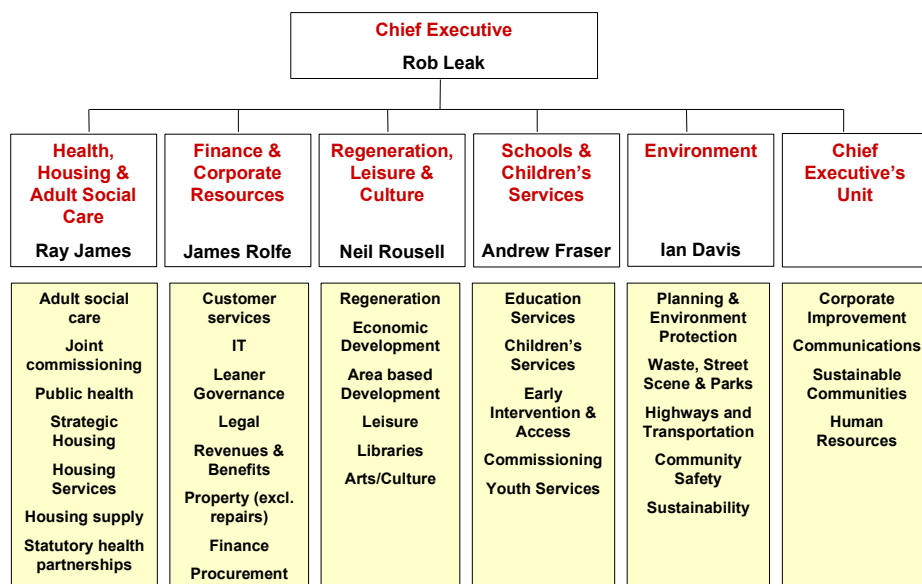 Chief Executive
Rob Leak
Health,
Housing &
Adult Social
Care
Ray James
Finance &
Corporate
Resources
James Rolfe
Regeneration,
Leisure &
Culture
Neil Rousell
Schools &
Children's
Services
Andrew Fraser
Environment
Ian Davis
Chief
Executive's
Unit
Adult social
care
Joint
commissioning
Public health
Strategic
Housing
Housing
Services
Housing supply
Statutory health
partnerships
Customer
services
IT
Leaner
Governance
Legal
Revenues &
Benefits
Property (excl.
repairs)
Finance
Procurement
Regeneration
Economic
Development
Area based
Development
Leisure
Libraries
Arts/Culture
Education
Services
Children's
Services
Early
Intervention &
Access
Commissioning
Youth Services
Planning &
Environment
Protection
Waste, Street
Scene & Parks
Highways and
Transportation
Community
Safety
Sustainability
Corporate
Improvement
Communications
Sustainable
Communities
Human
Resources